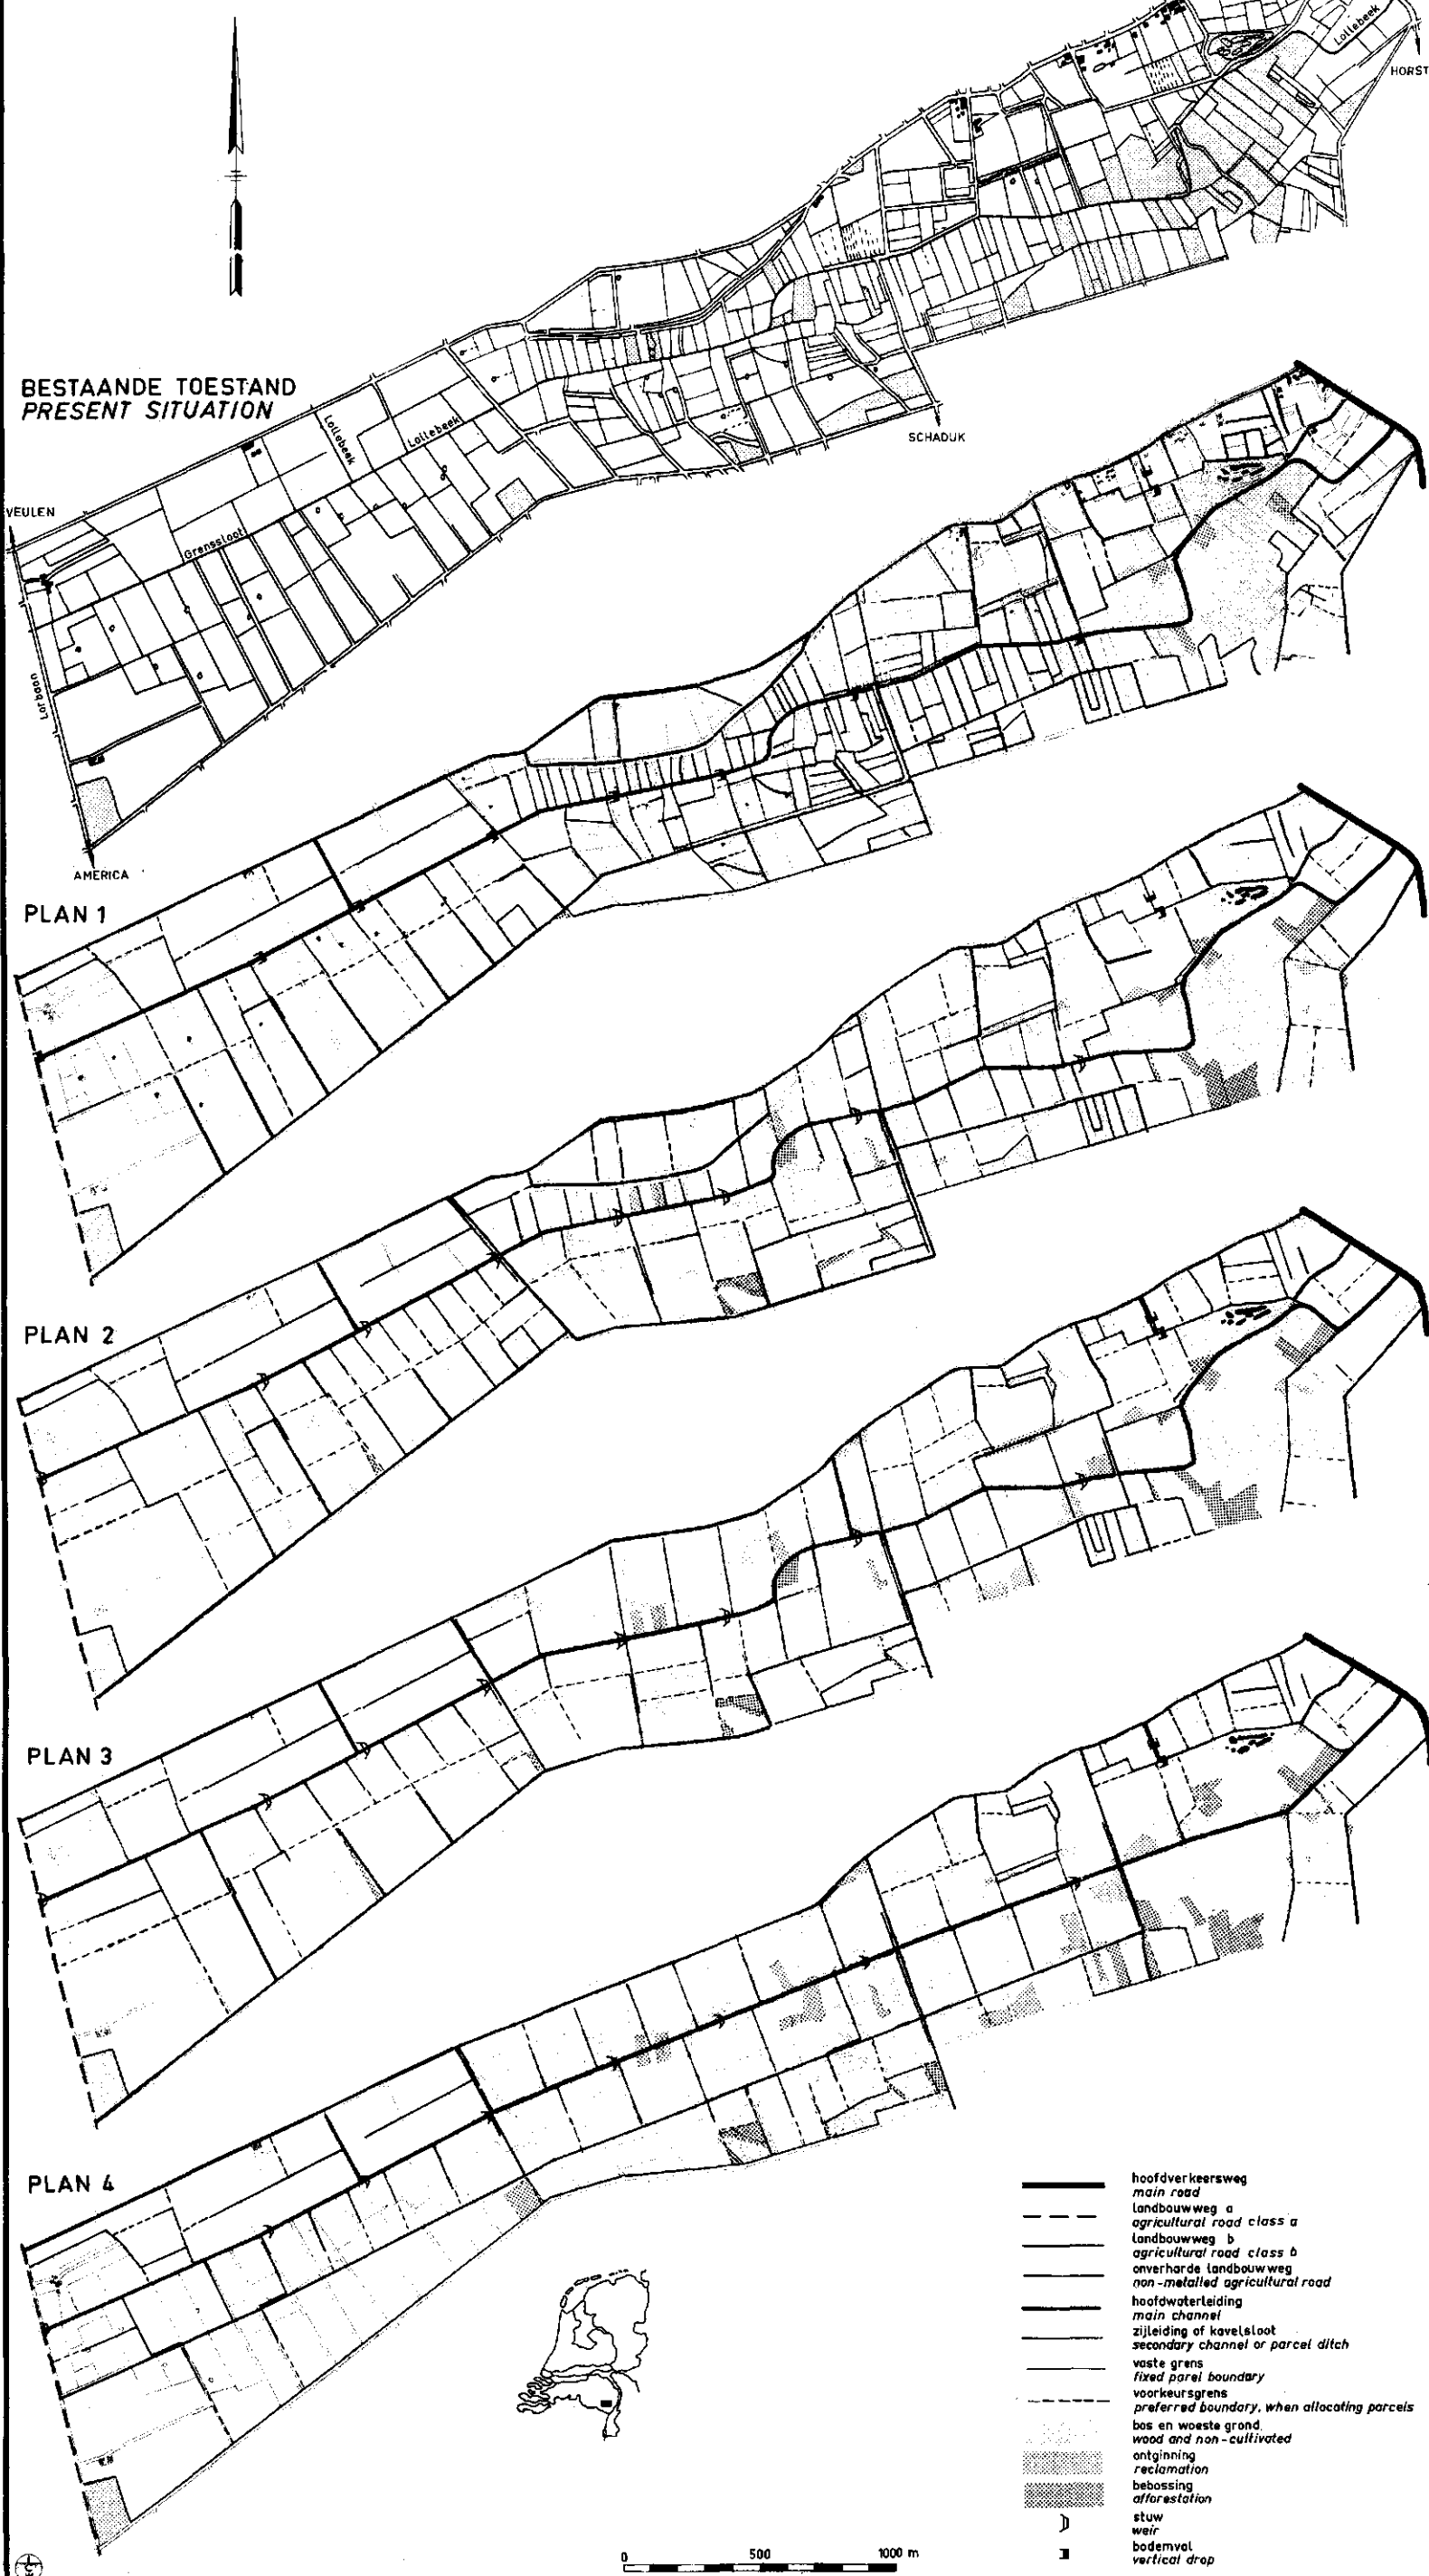 Lollebeek
HORST
BESTAANDE TOESTAND
PRESENT SITUATION
Lollebeek
Lollebeek
SCHADIJK
VEULEN
Grenssloot
Lorbaan
AMERICA
PLAN 1
PLAN 2
PLAN 3
PLAN 4
hoofdverkeersweg
main road
landbouwweg a
agricultural road class a
landbouwweg b
agricultural road class b
onverharde landbouwweg
non-metalled agricultural road
hoofdwaterleiding
main channel
zijleiding of kavelsloot
secondary channel or parcel ditch
vaste grens
fixed parel boundary
voorkeursgrens
preferred boundary, when allocating parcels
bos en woeste grond
wood and non-cultivated
ontginning
reclamation
bebossing
afforestation
stuw
weir
bodemval
vertical drop
0 500 1000 m